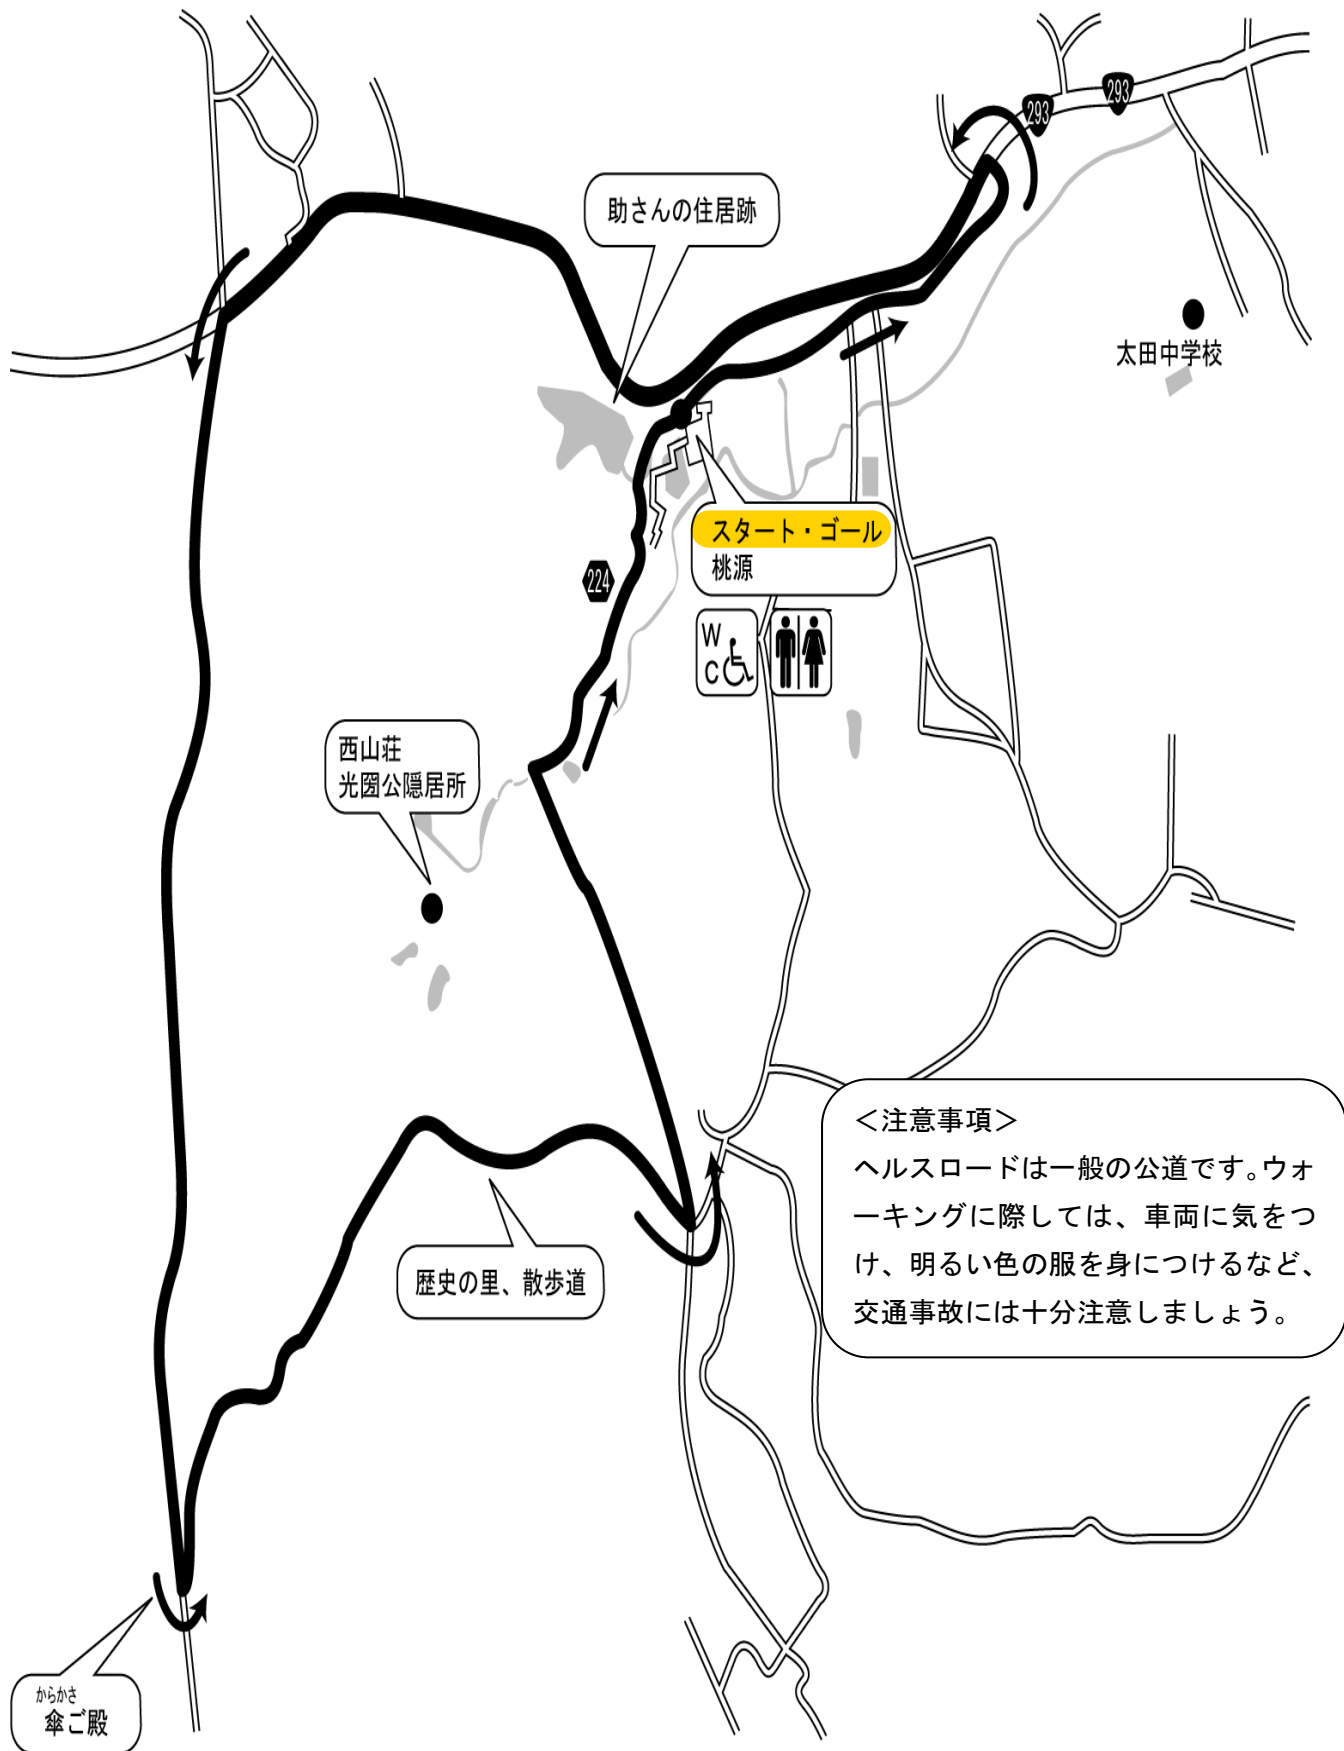 293
293
助さんの住居跡
太田中学校
スタート・ゴール
桃源
224
WC
西山荘
光圀公隠居所
<注意事項>
ヘルスロードは一般の公道です。ウォ
ーキングに際しては、車両に気をつ
け、明るい色の服を身につけるなど、
交通事故には十分注意しましょう。
歴史の里、散歩道
からかさ
傘ご殿